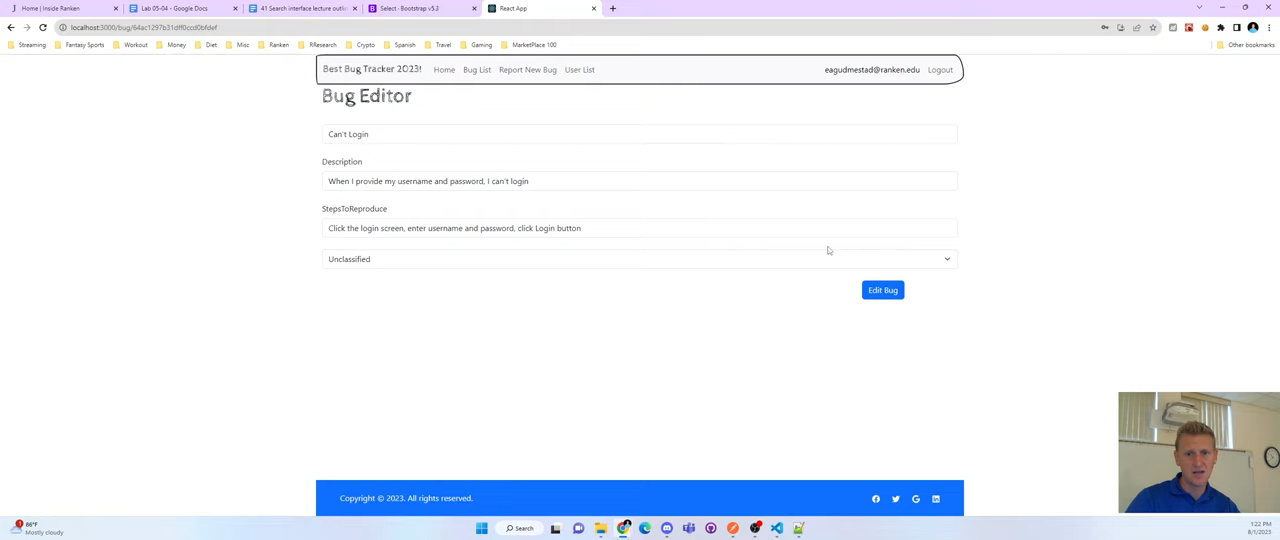 Home | Inside Ranken
Lab 05-04 - Google Docs
41 Search interface lecture outli
Select · Bootstrap v5.3
React App
localhost:3000/bug/64ac1297b31dff0ccd0bfdef
Streaming
Fantasy Sports
Workout
Money
Diet
Misc
Ranken
RResearch
Crypto
Spanish
Travel
Gaming
MarketPlace 100
Other bookmarks
Best Bug Tracker 2023!
Home
Bug List
Report New Bug
User List
eagudmestad@ranken.edu
Logout
Bug Editor
Can't Login
Description
When I provide my username and password, I can't login
StepsToReproduce
Click the login screen, enter username and password, click Login button
Unclassified
Edit Bug
Copyright © 2023. All rights reserved.
86°F
Mostly cloudy
Search
1:22 PM
8/1/2023